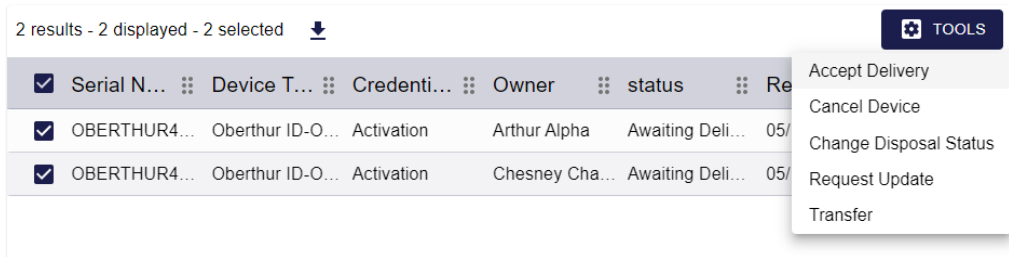 2 results - 2 displayed - 2 selected TOOLS
Serial N... Device T... Credenti... Owner status Re
OBERTHUR4... Oberthur ID-O... Activation Arthur Alpha Awaiting Deli... 05/
OBERTHUR4... Oberthur ID-O... Activation Chesney Cha... Awaiting Deli... 05/
Accept Delivery
Cancel Device
Change Disposal Status
Request Update
Transfer